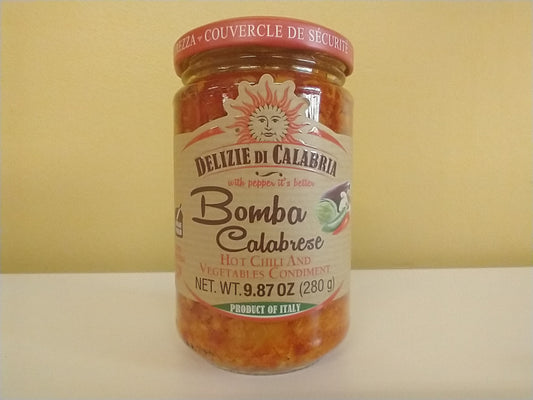 EZZA - COUVERCLE DE SÉCURITÉ
DELIZIE DI CALABRIA
with pepper it's better
Bomba
Calabrese
HOT CHILI AND
VEGETABLES CONDIMENT
NET. WT. 9.87 OZ (280 g)
PRODUCT OF ITALY